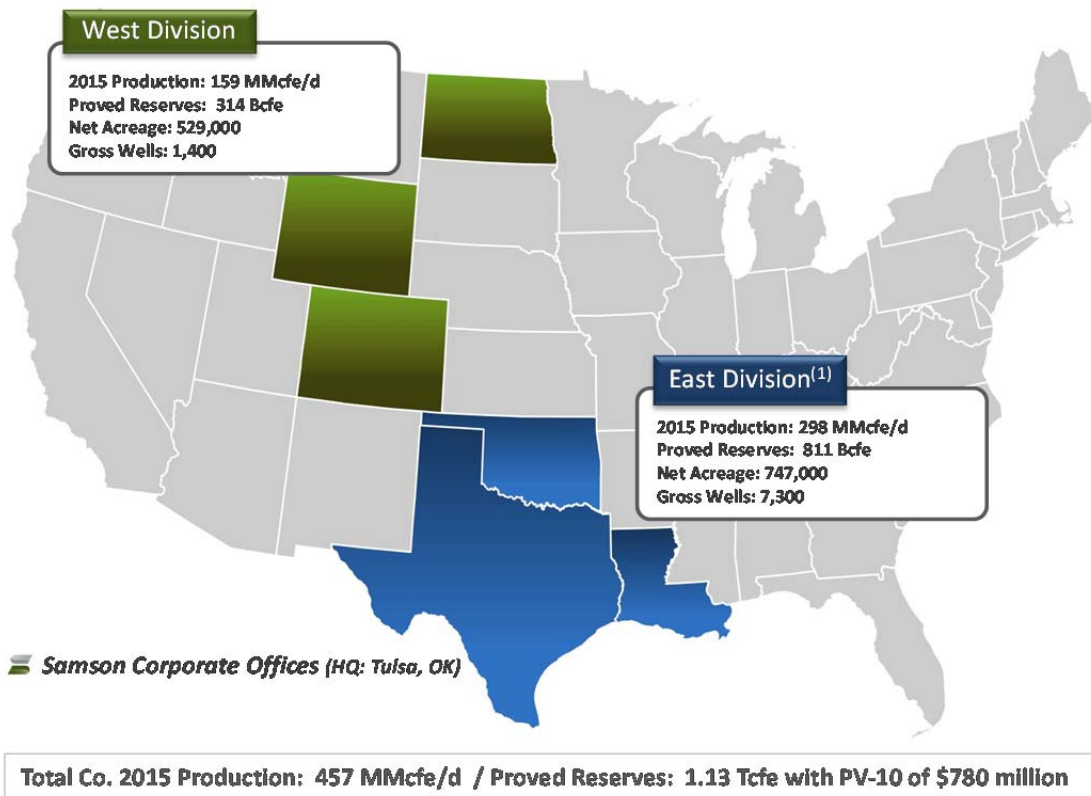 West Division
2015 Production: 159 MMcfe/d
Proved Reserves: 314 Bcfe
Net Acreage: 529,000
Gross Wells: 1,400
East Division(1)
2015 Production: 298 MMcfe/d
Proved Reserves: 811 Bcfe
Net Acreage: 747,000
Gross Wells: 7,300
Samson Corporate Offices (HQ: Tulsa, OK)
Total Co. 2015 Production: 457 MMcfe/d / Proved Reserves: 1.13 Tcfe with PV-10 of $780 million